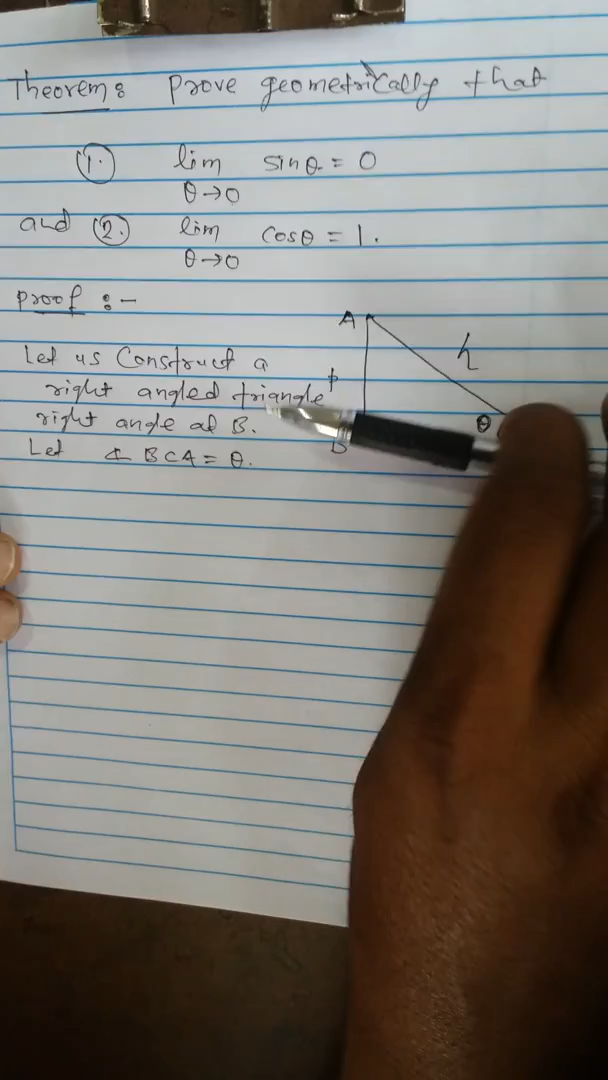 Theorem: Prove geometrically that
①. lim sinθ = 0
θ→0
and ②. lim cosθ = 1.
θ→0
Proof :-
A
h
Let us Construct a
right angled triangle
p
right angle at B.
θ
B
Let ∡ BCA = θ.